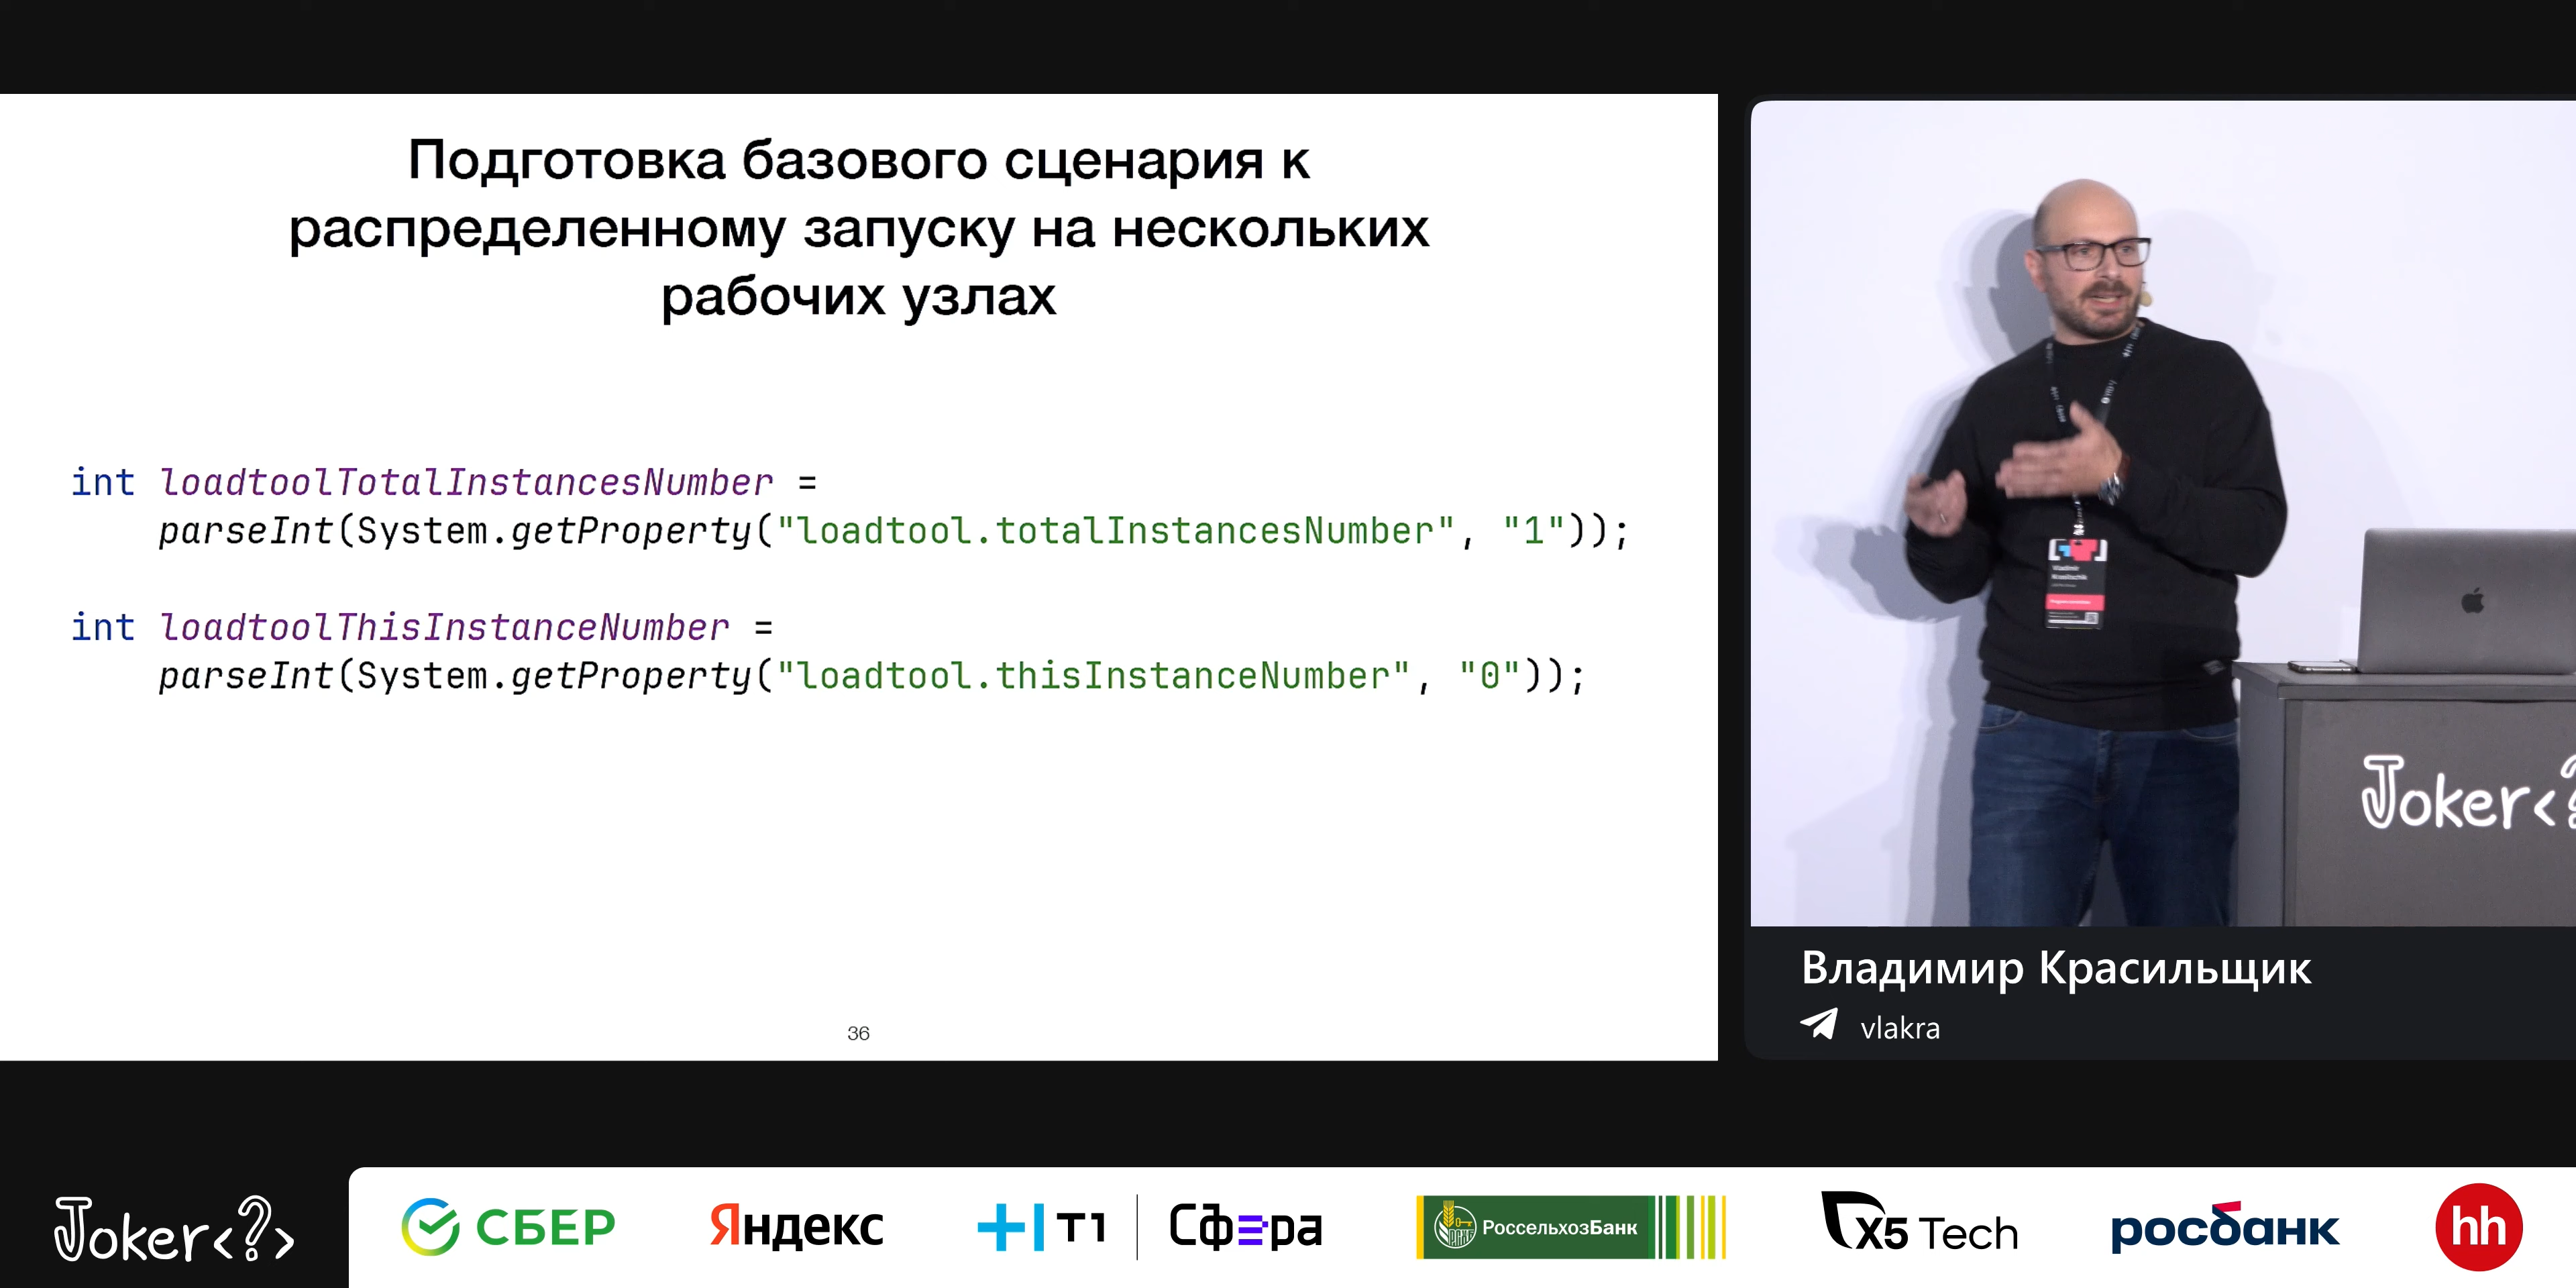 Подготовка базового сценария к
распределенному запуску на нескольких
рабочих узлах
int loadtoolTotalInstancesNumber =
parseInt(System.getProperty("loadtool.totalInstancesNumber", "1"));
int loadtoolThisInstanceNumber =
parseInt(System.getProperty("loadtool.thisInstanceNumber", "0"));
36
Vladimir
Krasilschik
Joker<?
Владимир Красильщик
vlakra
Joker<?>
СБЕР
Яндекс
Т1
Сфера
РоссельхозБанк
X5 Tech
росбанк
hh